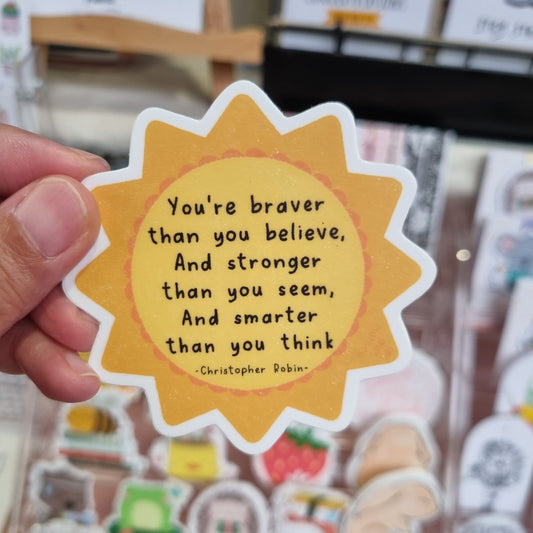 You're braver
than you believe,
And stronger
than you seem,
And smarter
than you think
-Christopher Robin-